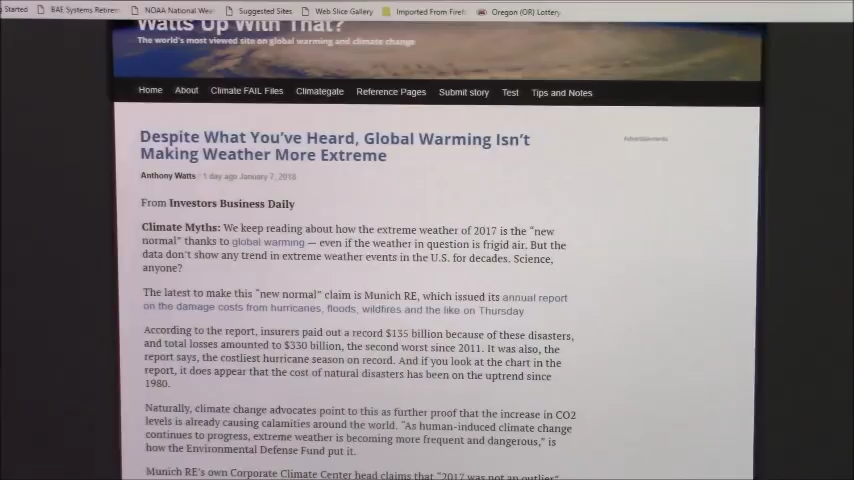 Started BAE Systems Retirem NOAA National Wea Suggested Sites Web Slice Gallery Imported From Firef Oregon (OR) Lottery
Watts Up With That?
The world's most viewed site on global warming and climate change
Home About Climate FAIL Files Climategate Reference Pages Submit story Test Tips and Notes
Despite What You've Heard, Global Warming Isn't
Making Weather More Extreme
Advertisements
Anthony Watts / 1 day ago January 7, 2018
From Investors Business Daily
Climate Myths: We keep reading about how the extreme weather of 2017 is the "new
normal" thanks to global warming — even if the weather in question is frigid air. But the
data don't show any trend in extreme weather events in the U.S. for decades. Science,
anyone?
The latest to make this "new normal" claim is Munich RE, which issued its annual report
on the damage costs from hurricanes, floods, wildfires and the like on Thursday
According to the report, insurers paid out a record $135 billion because of these disasters,
and total losses amounted to $330 billion, the second worst since 2011. It was also, the
report says, the costliest hurricane season on record. And if you look at the chart in the
report, it does appear that the cost of natural disasters has been on the uptrend since
1980.
Naturally, climate change advocates point to this as further proof that the increase in CO2
levels is already causing calamities around the world. "As human-induced climate change
continues to progress, extreme weather is becoming more frequent and dangerous," is
how the Environmental Defense Fund put it.
Munich RE's own Corporate Climate Center head claims that "2017 was not an outlier"